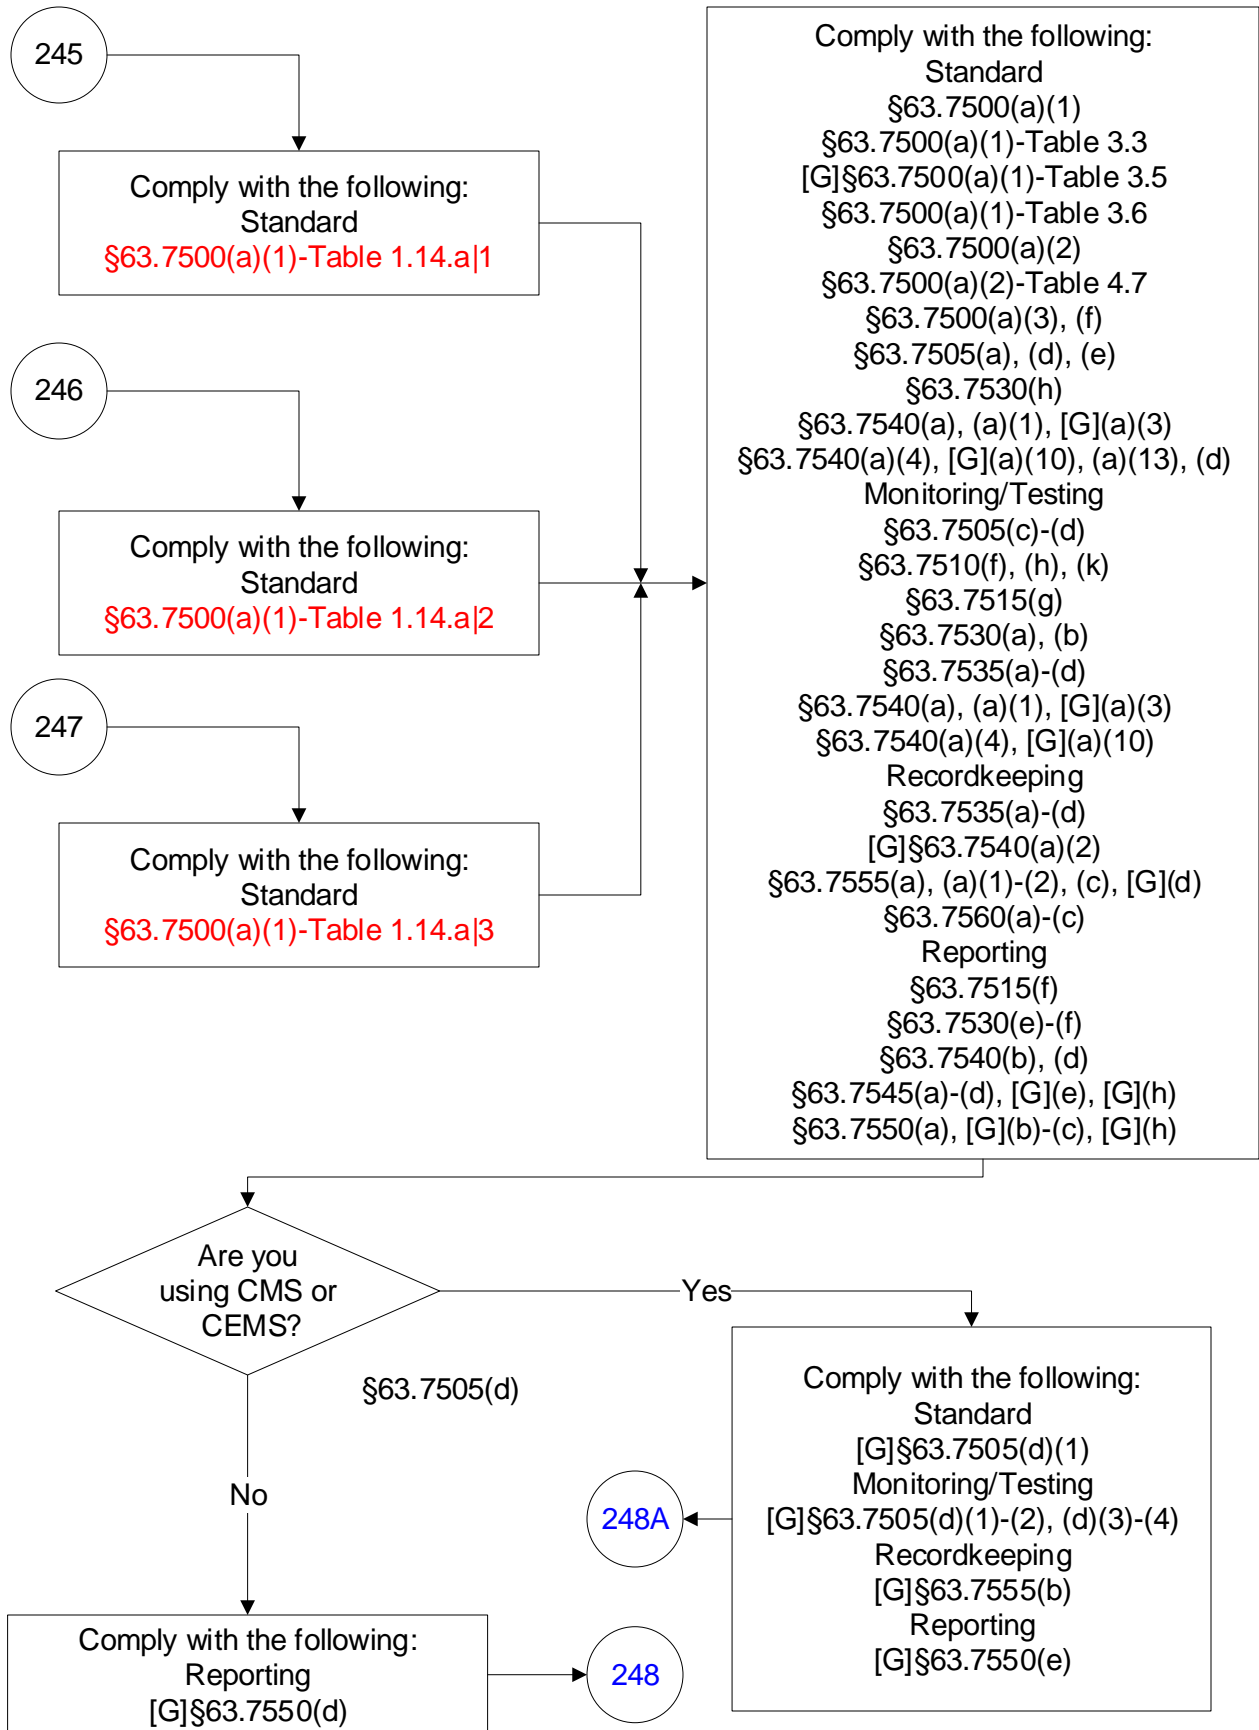 245
Comply with the following:
Standard
§63.7500(a)(1)-Table 1.14.a|1
246
Comply with the following:
Standard
§63.7500(a)(1)-Table 1.14.a|2
247
Comply with the following:
Standard
§63.7500(a)(1)-Table 1.14.a|3
Comply with the following:
Standard
§63.7500(a)(1)
§63.7500(a)(1)-Table 3.3
[G]§63.7500(a)(1)-Table 3.5
§63.7500(a)(1)-Table 3.6
§63.7500(a)(2)
§63.7500(a)(2)-Table 4.7
§63.7500(a)(3), (f)
§63.7505(a), (d), (e)
§63.7530(h)
§63.7540(a), (a)(1), [G](a)(3)
§63.7540(a)(4), [G](a)(10), (a)(13), (d)
Monitoring/Testing
§63.7505(c)-(d)
§63.7510(f), (h), (k)
§63.7515(g)
§63.7530(a), (b)
§63.7535(a)-(d)
§63.7540(a), (a)(1), [G](a)(3)
§63.7540(a)(4), [G](a)(10)
Recordkeeping
§63.7535(a)-(d)
[G]§63.7540(a)(2)
§63.7555(a), (a)(1)-(2), (c), [G](d)
§63.7560(a)-(c)
Reporting
§63.7515(f)
§63.7530(e)-(f)
§63.7540(b), (d)
§63.7545(a)-(d), [G](e), [G](h)
§63.7550(a), [G](b)-(c), [G](h)
Are you
using CMS or
CEMS?
§63.7505(d)
Yes
No
Comply with the following:
Standard
[G]§63.7505(d)(1)
Monitoring/Testing
[G]§63.7505(d)(1)-(2), (d)(3)-(4)
Recordkeeping
[G]§63.7555(b)
Reporting
[G]§63.7550(e)
248A
Comply with the following:
Reporting
[G]§63.7550(d)
248